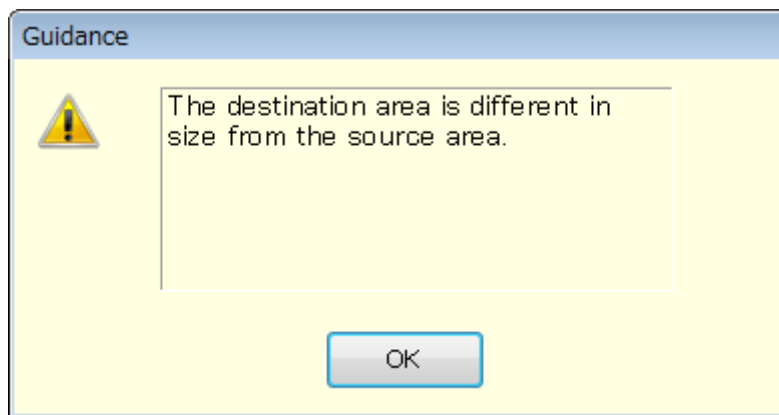 Guidance
The destination area is different in
size from the source area.
OK